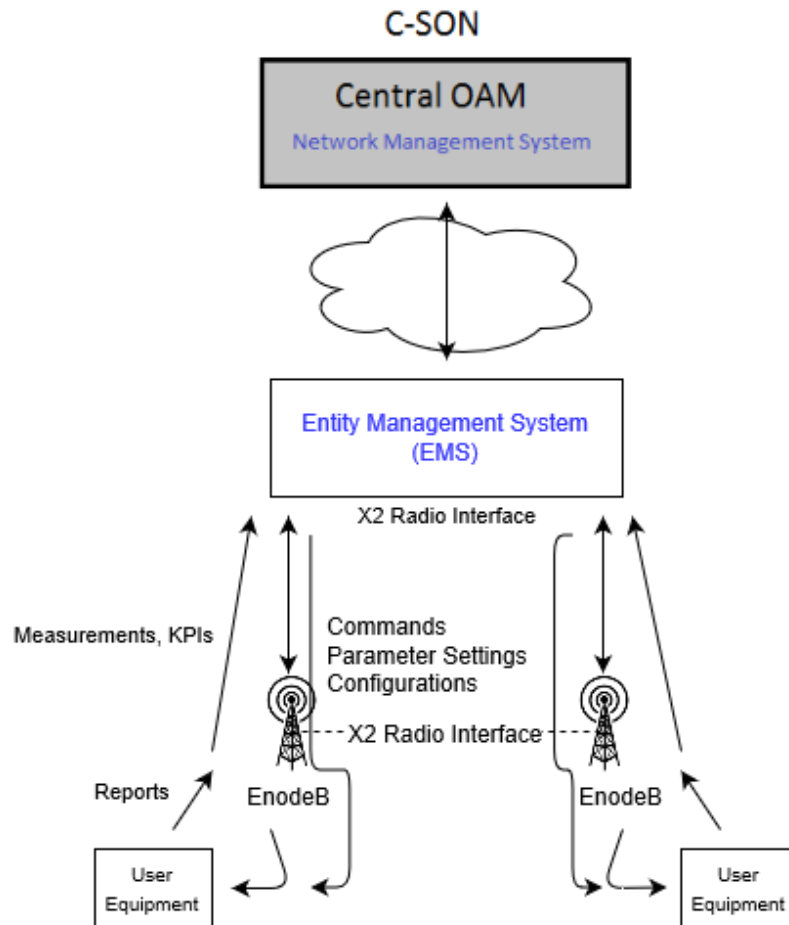 C-SON
Central OAM
Network Management System
Entity Management System
(EMS)
X2 Radio Interface
Measurements, KPIs
Commands
Parameter Settings
Configurations
X2 Radio Interface
Reports
EnodeB
EnodeB
User
Equipment
User
Equipment